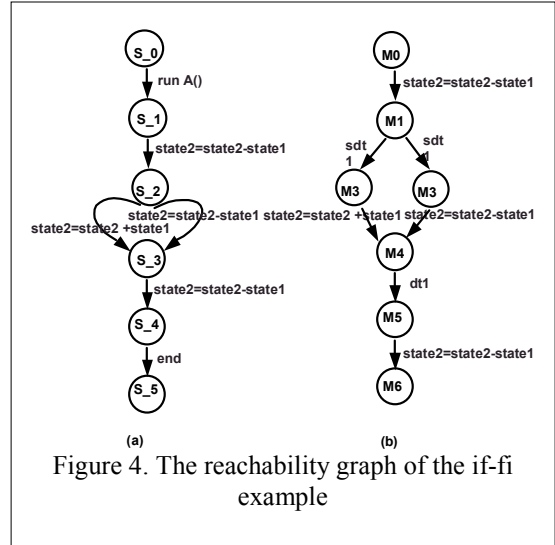 S_0
run A()
S_1
state2=state2-state1
S_2
state2=state2-state1
state2=state2 +state1
S_3
state2=state2-state1
S_4
end
S_5
(a)
M0
state2=state2-state1
M1
sdt
1
sdt
1
M3
M3
state2=state2 +state1
state2=state2-state1
M4
dt1
M5
state2=state2-state1
M6
(b)
Figure 4. The reachability graph of the if-fi
example